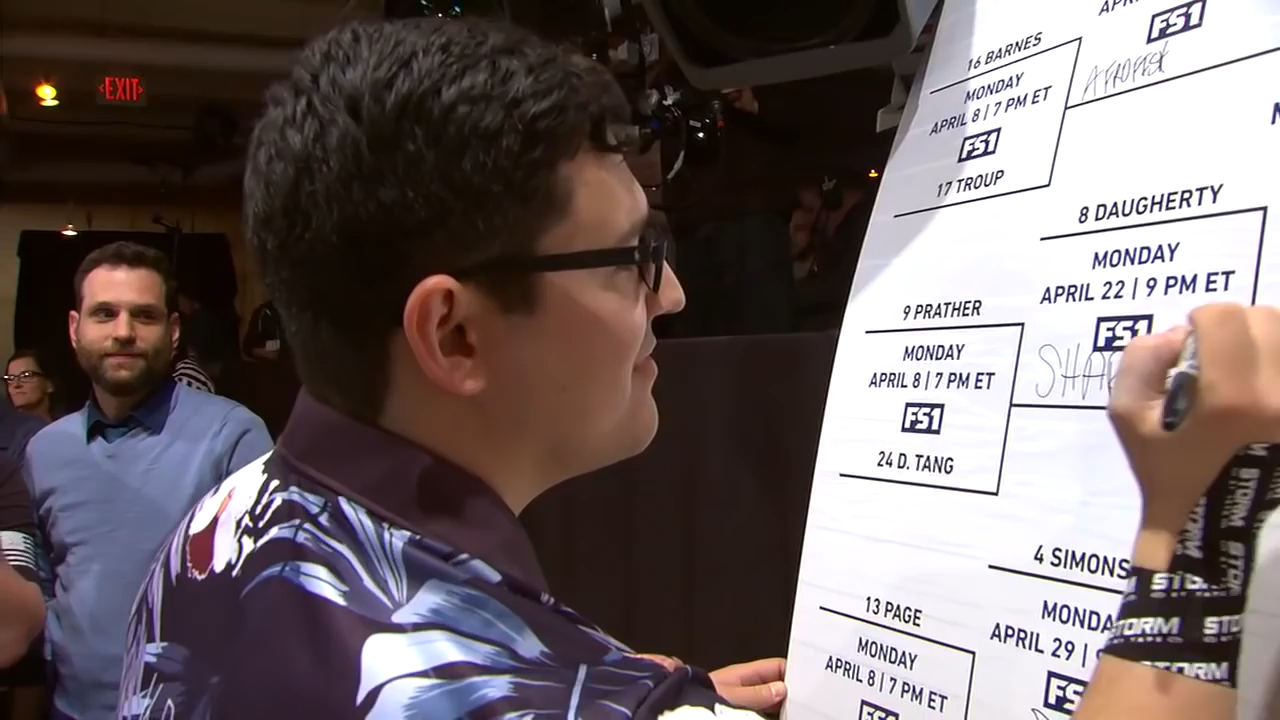 EXIT
FS1
16 BARNES
MONDAY
APRIL 8 | 7 PM ET
FS1
17 TROUP
8 DAUGHERTY
MONDAY
APRIL 22 | 9 PM ET
FS1
9 PRATHER
MONDAY
APRIL 8 | 7 PM ET
FS1
24 D. TANG
4 SIMONS
APRIL 29 |
13 PAGE
MONDAY
APRIL 8 | 7 PM ET
FS1
STORM
STORM
STORM